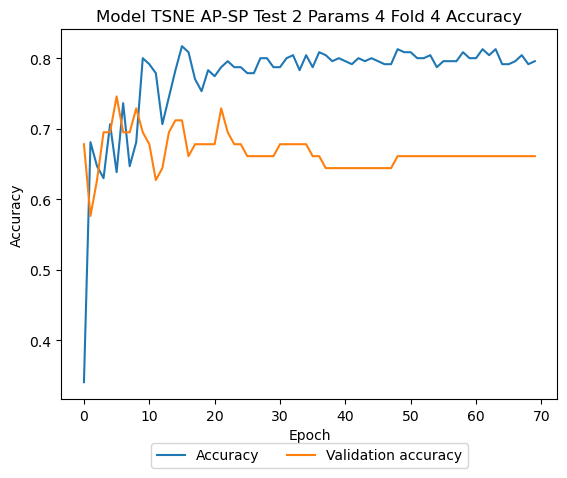 Model TSNE AP-SP Test 2 Params 4 Fold 4 Accuracy
0.8
0.7
0.6
0.5
0.4
Accuracy
0 10 20 30 40 50 60 70
Epoch
Accuracy Validation accuracy